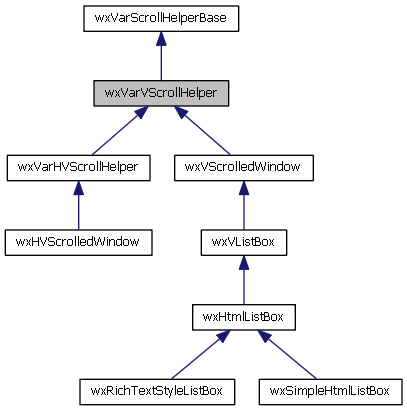 wxVarScrollHelperBase
wxVarVScrollHelper
wxVarHVScrollHelper
wxVScrolledWindow
wxHVScrolledWindow
wxVListBox
wxHtmlListBox
wxRichTextStyleListBox
wxSimpleHtmlListBox